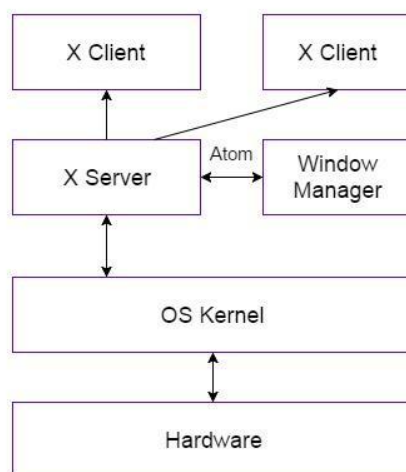 X Client
X Client
Atom
X Server
Window
Manager
OS Kernel
Hardware